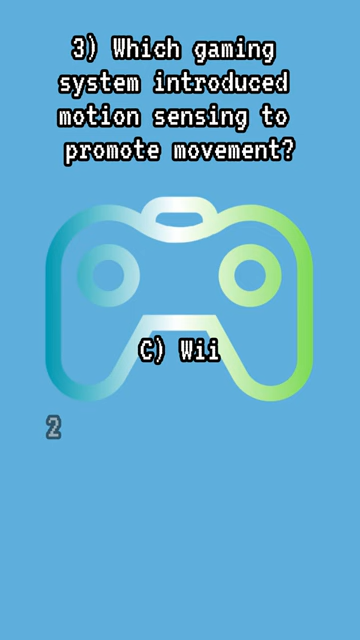 3) Which gaming
system introduced
motion sensing to
promote movement?
C) Wii
2